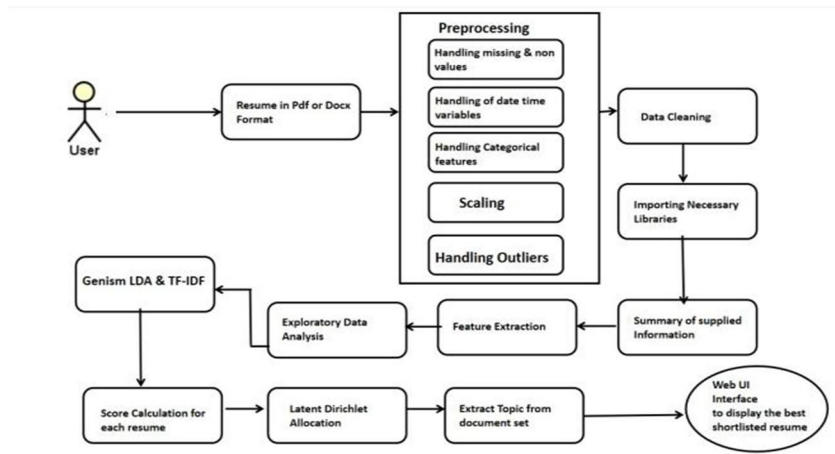 Preprocessing
Handling missing & non
values
Handling of date time
variables
Handling Categorical
features
Scaling
Handling Outliers
User
Resume in Pdf or Docx
Format
Data Cleaning
Importing Necessary
Libraries
Summary of supplied
Information
Feature Extraction
Exploratory Data
Analysis
Genism LDA & TF-IDF
Score Calculation for
each resume
Latent Dirichlet
Allocation
Extract Topic from
document set
Web UI
Interface
to display the best
shortlisted resume